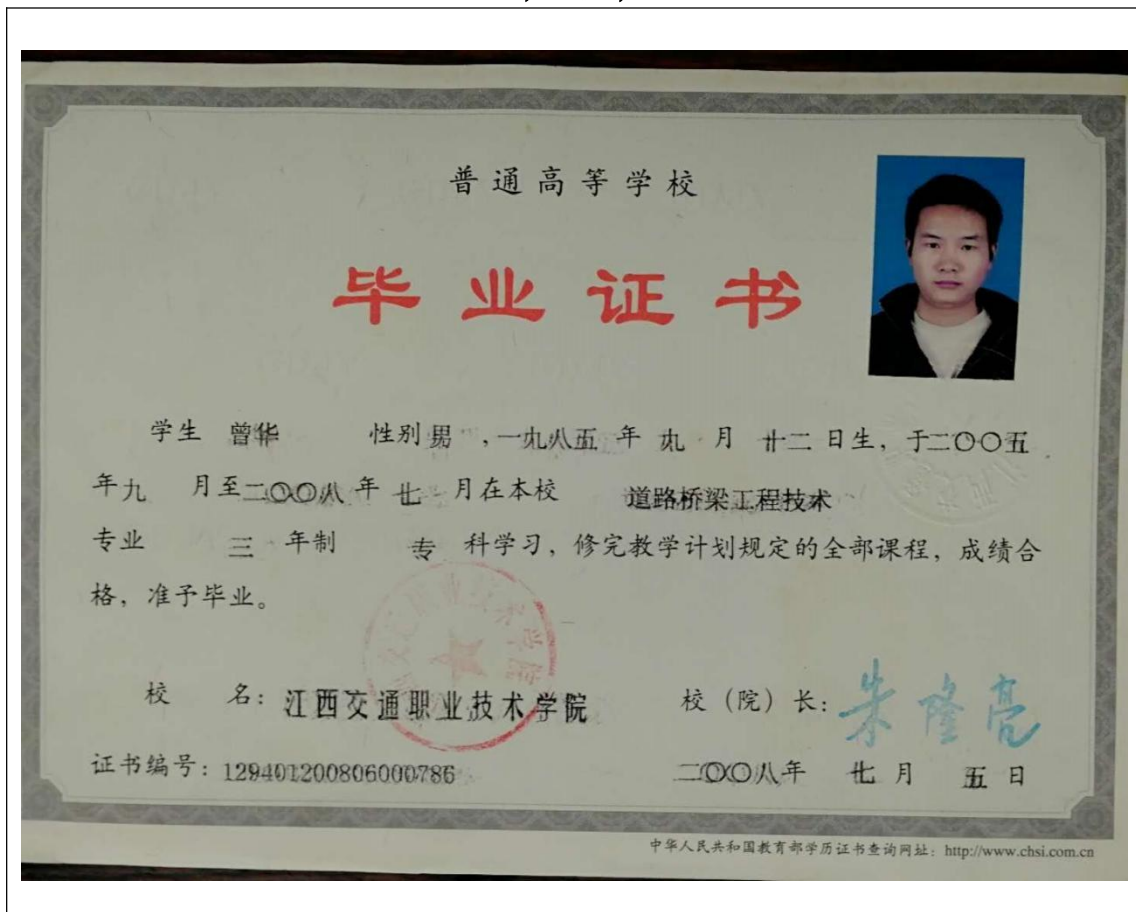 普通高等学校
毕业证书
学生 曾华 性别 男 ,一九八五 年 九 月 廿二 日生, 于二〇〇五
年九 月至二〇〇八 年 七 月在本校 道路桥梁工程技术
专业 三 年制 专 科学习, 修完教学计划规定的全部课程, 成绩合
格, 准予毕业。
校 名: 江西交通职业技术学院 校 (院) 长: 朱隆亮
证书编号: 129401200806000786 二〇〇八年 七 月 五 日
中华人民共和国教育部学历证书查询网址: http://www.chsi.com.cn